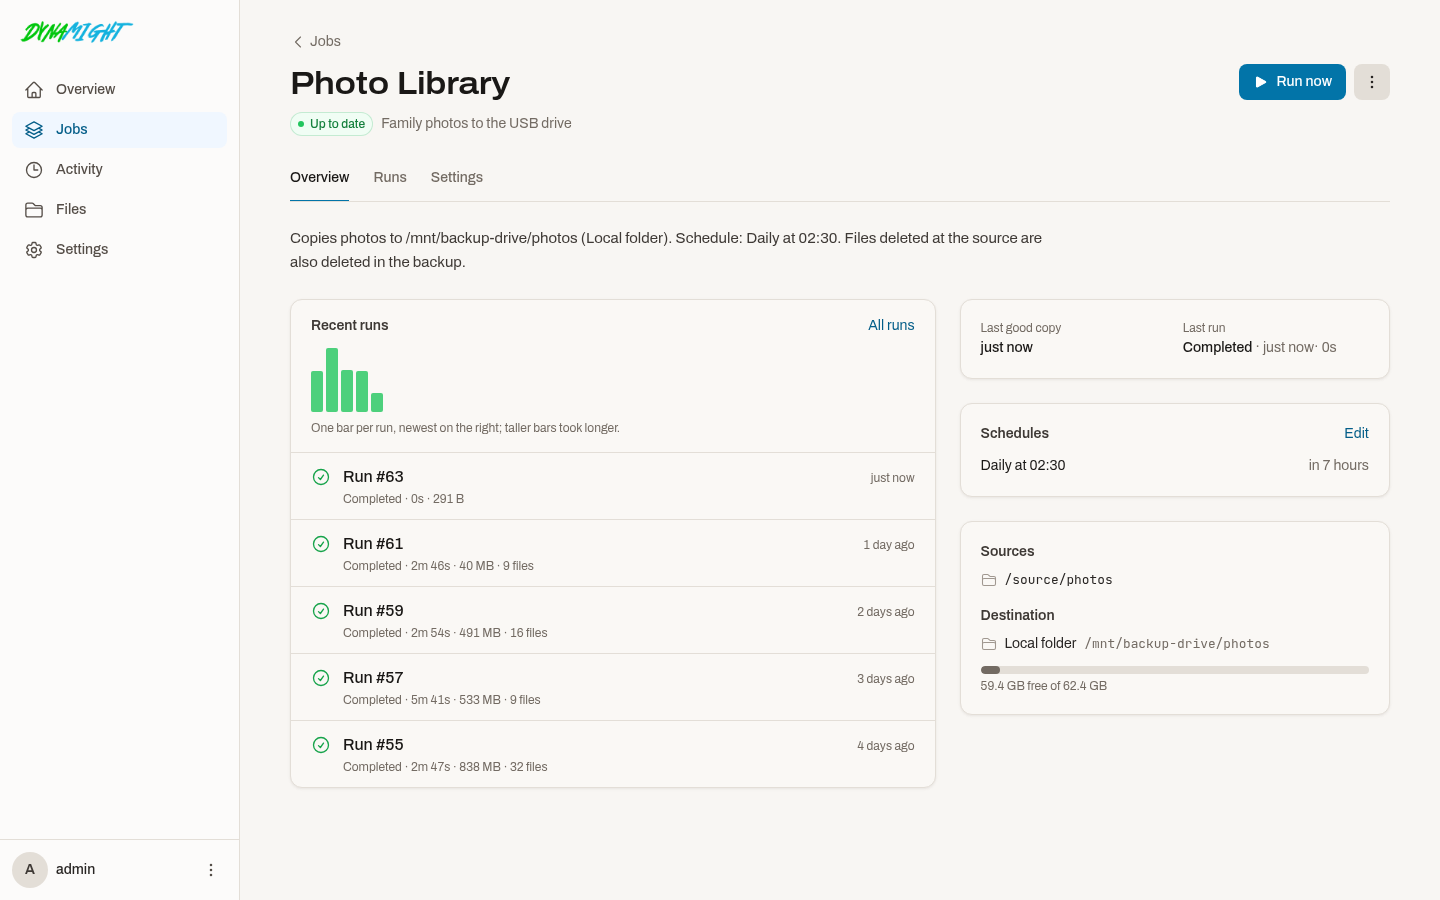 DYNAMIGHT
Overview
Jobs
Activity
Files
Settings
A
admin
Jobs
Photo Library
Run now
Up to date
Family photos to the USB drive
Overview
Runs
Settings
Copies photos to /mnt/backup-drive/photos (Local folder). Schedule: Daily at 02:30. Files deleted at the source are
also deleted in the backup.
Recent runs
All runs
One bar per run, newest on the right; taller bars took longer.
Run #63
just now
Completed · 0s · 291 B
Run #61
1 day ago
Completed · 2m 46s · 40 MB · 9 files
Run #59
2 days ago
Completed · 2m 54s · 491 MB · 16 files
Run #57
3 days ago
Completed · 5m 41s · 533 MB · 9 files
Run #55
4 days ago
Completed · 2m 47s · 838 MB · 32 files
Last good copy
just now
Last run
Completed · just now · 0s
Schedules
Edit
Daily at 02:30
in 7 hours
Sources
/source/photos
Destination
Local folder /mnt/backup-drive/photos
59.4 GB free of 62.4 GB